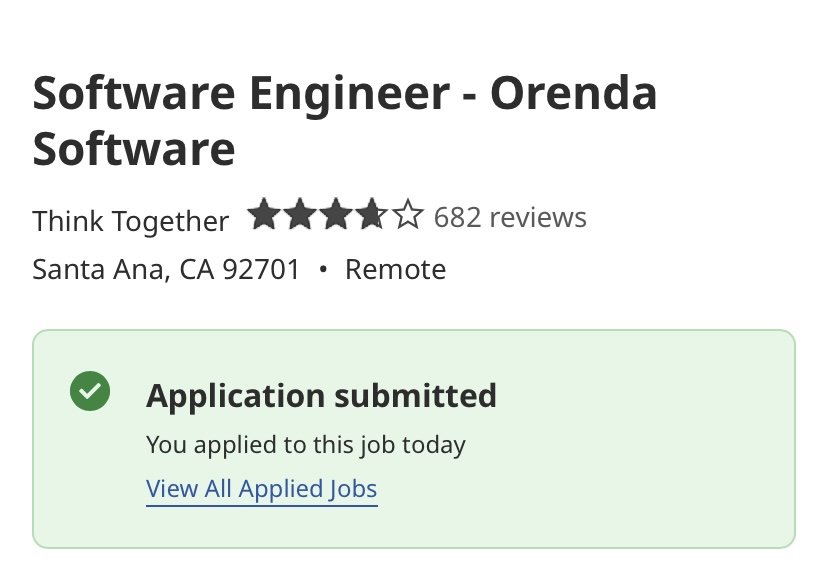 Software Engineer - Orenda
Software
Think Together 682 reviews
Santa Ana, CA 92701 • Remote
Application submitted
You applied to this job today
View All Applied Jobs